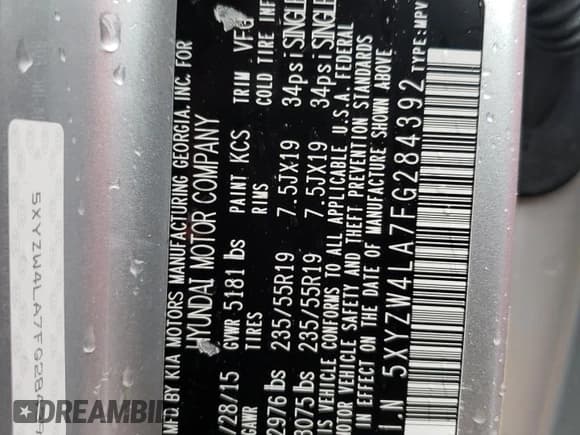 MFD.BY KIA MOTORS MANUFACTURING GEORGIA, INC. FOR
HYUNDAI MOTOR COMPANY
/28/15 GVWR 5181 lbs PAINT KCS TRIM VFG
GAWR TIRES RIMS COLD TIRE INF
2976 lbs 235/55R19 7.5JX19 34psi SINGLE
3075 lbs 235/55R19 7.5JX19 34psi SINGLE
IS VEHICLE CONFORMS TO ALL APPLICABLE U.S.A. FEDERAL
MOTOR VEHICLE SAFETY AND THEFT PREVENTION STANDARDS
IN EFFECT ON THE DATE OF MANUFACTURE SHOWN ABOVE.
I.N 5XYZW4LA7FG284392 TYPE:MPV
5XYZW4LA7FG284
DREAMBID